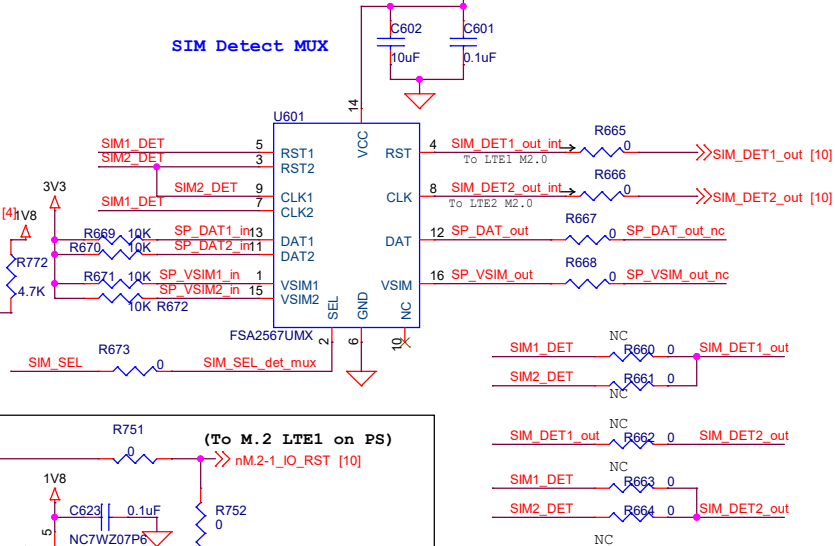 SIM Detect MUX
C602
C601
10uF
0.1uF
U601
14
VCC
SIM1_DET
5
RST1
SIM2_DET
3
RST2
SIM2_DET
9
CLK1
SIM1_DET
7
CLK2
3V3
[4]
1V8
R772
4.7K
R669
10K
SP_DAT1_in
13
DAT1
R670
10K
SP_DAT2_in
11
DAT2
R671
10K
SP_VSIM1_in
1
VSIM1
10K
R672
SP_VSIM2_in
15
VSIM2
RST
4
SIM_DET1_out_int
To LTE1 M2.0
R665
0
SIM_DET1_out [10]
CLK
8
SIM_DET2_out_int
To LTE2 M2.0
R666
0
SIM_DET2_out [10]
DAT
12
SP_DAT_out
R667
0
SP_DAT_out_nc
VSIM
16
SP_VSIM_out
R668
0
SP_VSIM_out_nc
SEL
GND
NC
FSA2567UMX
2
6
10
R673
SIM_SEL
0
SIM_SEL_det_mux
NC
SIM1_DET
R660
0
SIM_DET1_out
SIM2_DET
R661
0
NC
NC
SIM_DET1_out
R662
0
SIM_DET2_out
NC
SIM1_DET
R663
0
SIM2_DET
R664
0
SIM_DET2_out
NC
R751
0
(To M.2 LTE1 on PS)
nM.2-1_IO_RST [10]
1V8
C623
0.1uF
R752
0
5
NC7WZ07P6